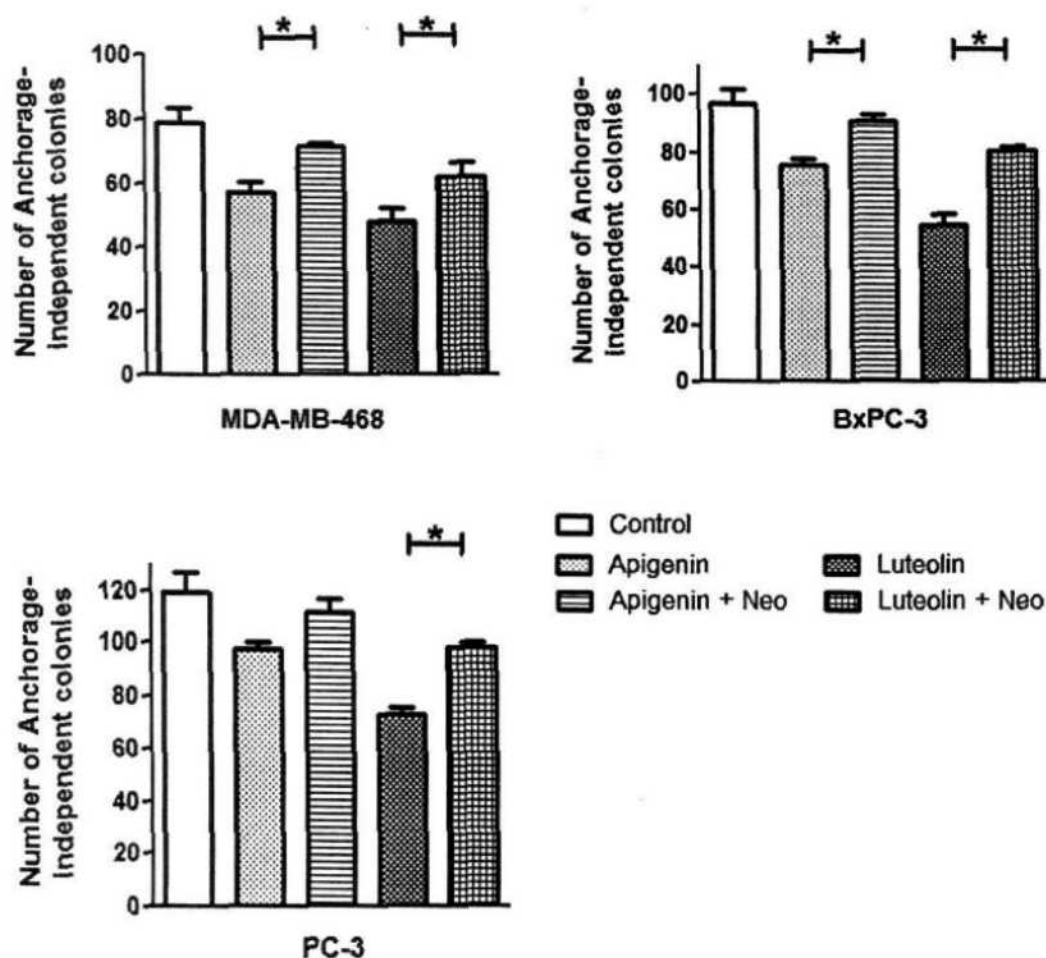 * *
100
80
60
40
20
0
Number of Anchorage-
Independent colonies
MDA-MB-468
* *
100
80
60
40
20
0
Number of Anchorage-
independent colonies
BxPC-3
*
120
100
80
60
40
20
0
Number of Anchorage-
Independent colonies
PC-3
Control
Apigenin
Apigenin + Neo
Luteolin
Luteolin + Neo